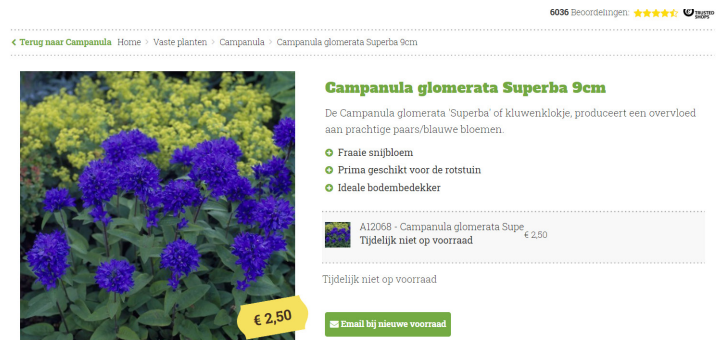 6036 Beoordelingen:
TRUSTED
SHOPS
Terug naar Campanula Home > Vaste planten > Campanula > Campanula glomerata Superba 9cm
Campanula glomerata Superba 9cm
De Campanula glomerata 'Superba' of kluwenklokje, produceert een overvloed
aan prachtige paars/blauwe bloemen.
Fraaie snijbloem
Prima geschikt voor de rotstuin
Ideale bodembedekker
A12068 - Campanula glomerata Supe
€ 2,50
Tijdelijk niet op voorraad
Tijdelijk niet op voorraad
€ 2,50
Email bij nieuwe voorraad